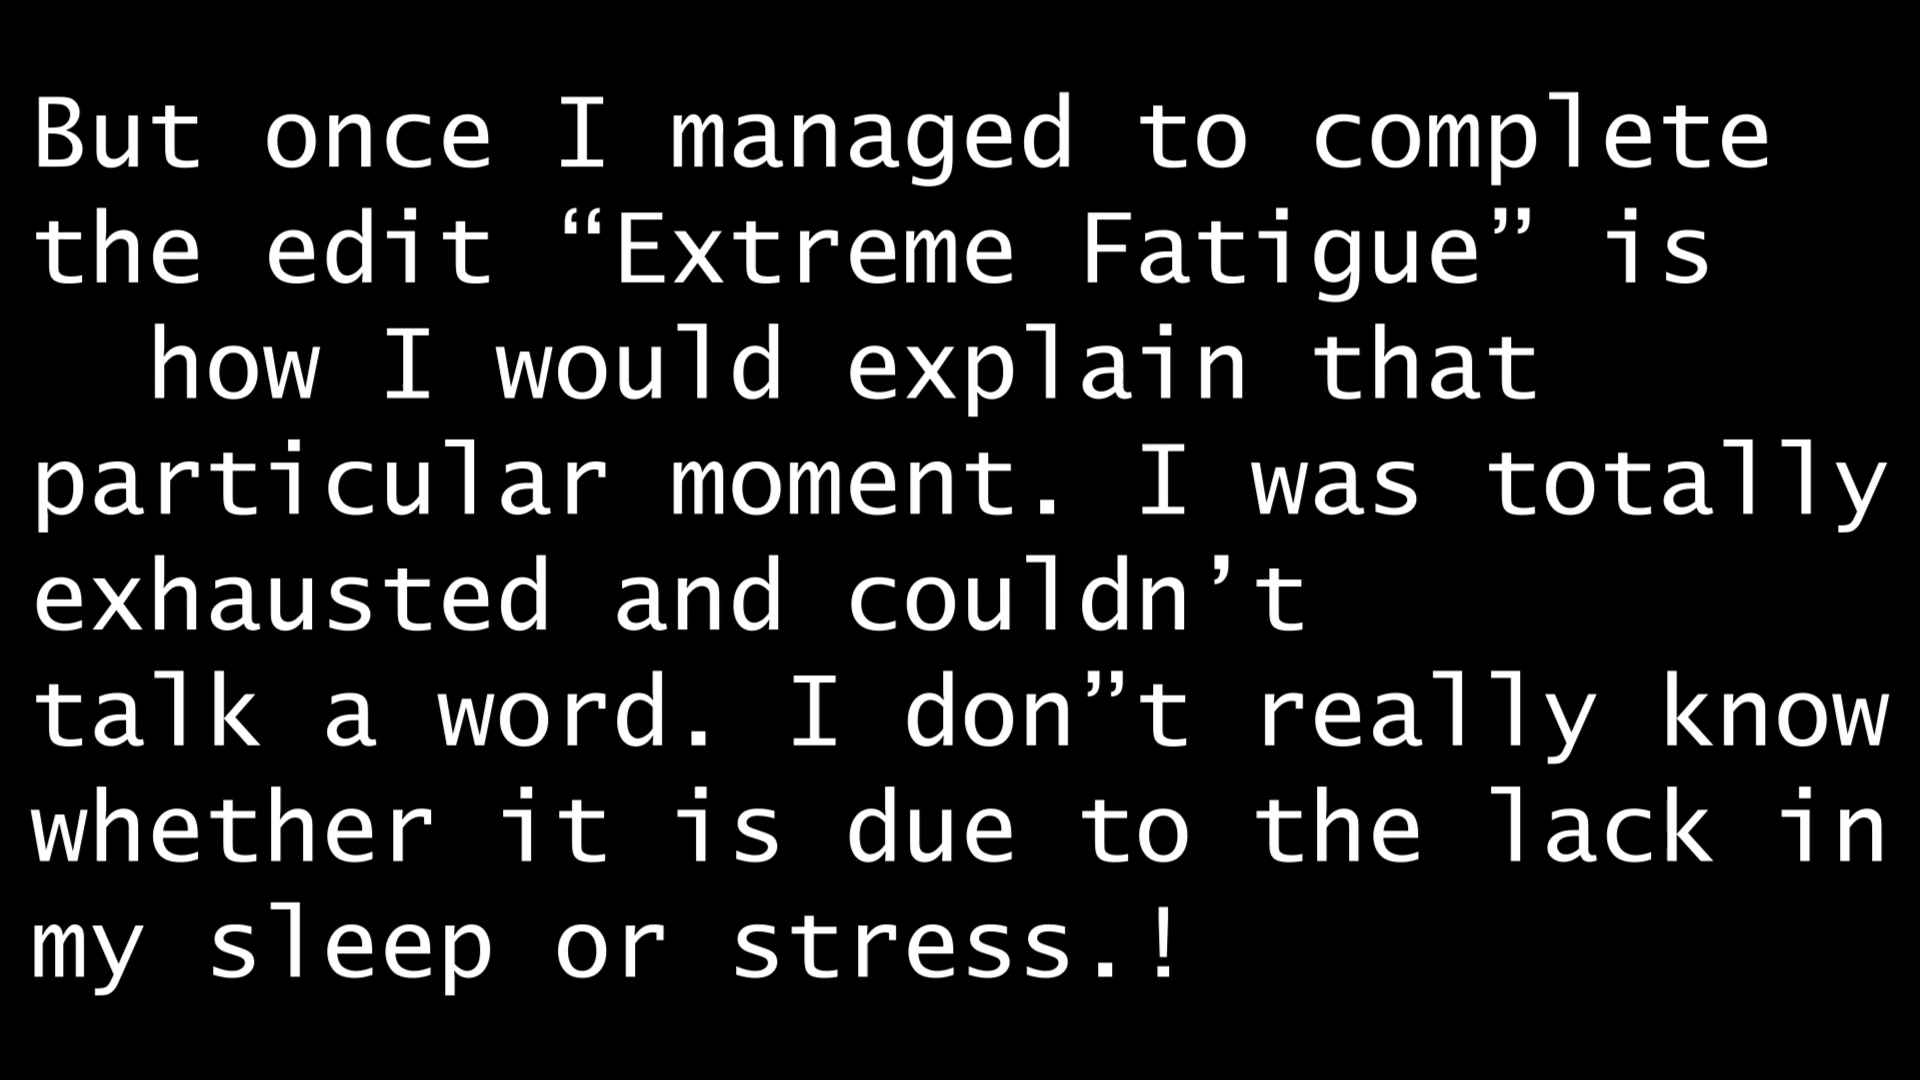 But once I managed to complete
the edit “Extreme Fatigue” is
how I would explain that
particular moment. I was totally
exhausted and couldn’t
talk a word. I don”t really know
whether it is due to the lack in
my sleep or stress.!